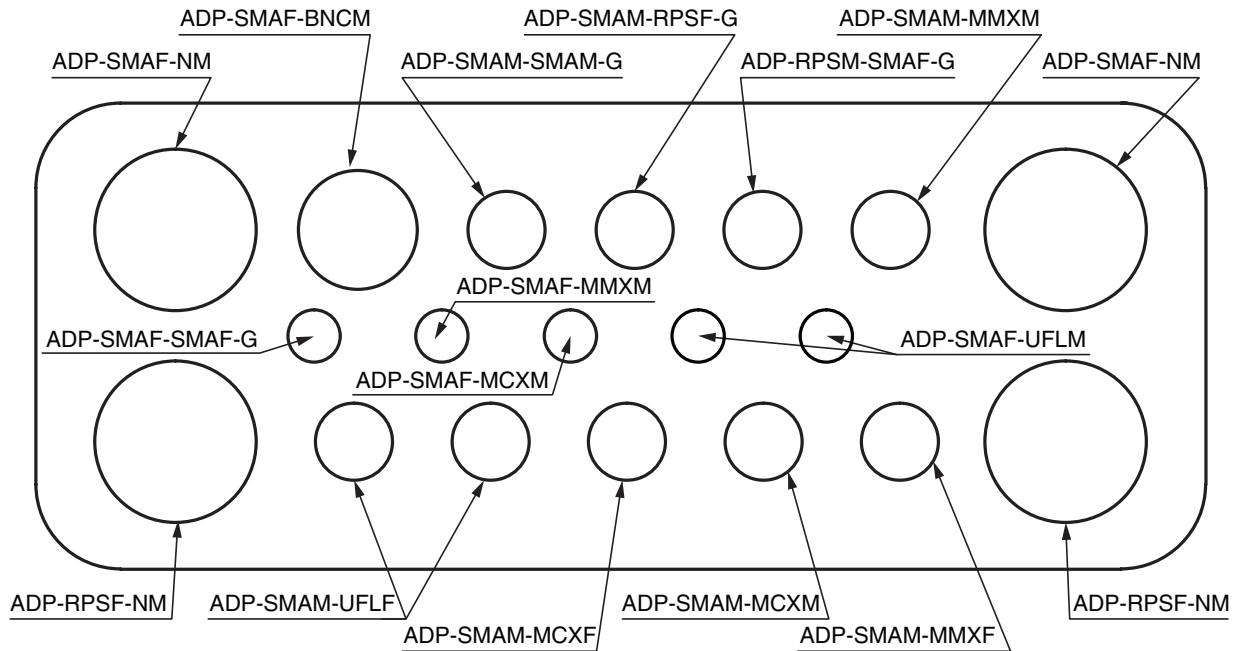 ADP-SMAF-BNCM
ADP-SMAM-RPSF-G
ADP-SMAM-MMXM
ADP-SMAF-NM
ADP-SMAM-SMAM-G
ADP-RPSM-SMAF-G
ADP-SMAF-NM
ADP-SMAF-MMXM
ADP-SMAF-SMAF-G
ADP-SMAF-UFLM
ADP-SMAF-MCXM
ADP-RPSF-NM
ADP-SMAM-UFLF
ADP-SMAM-MCXM
ADP-RPSF-NM
ADP-SMAM-MCXF
ADP-SMAM-MMXF